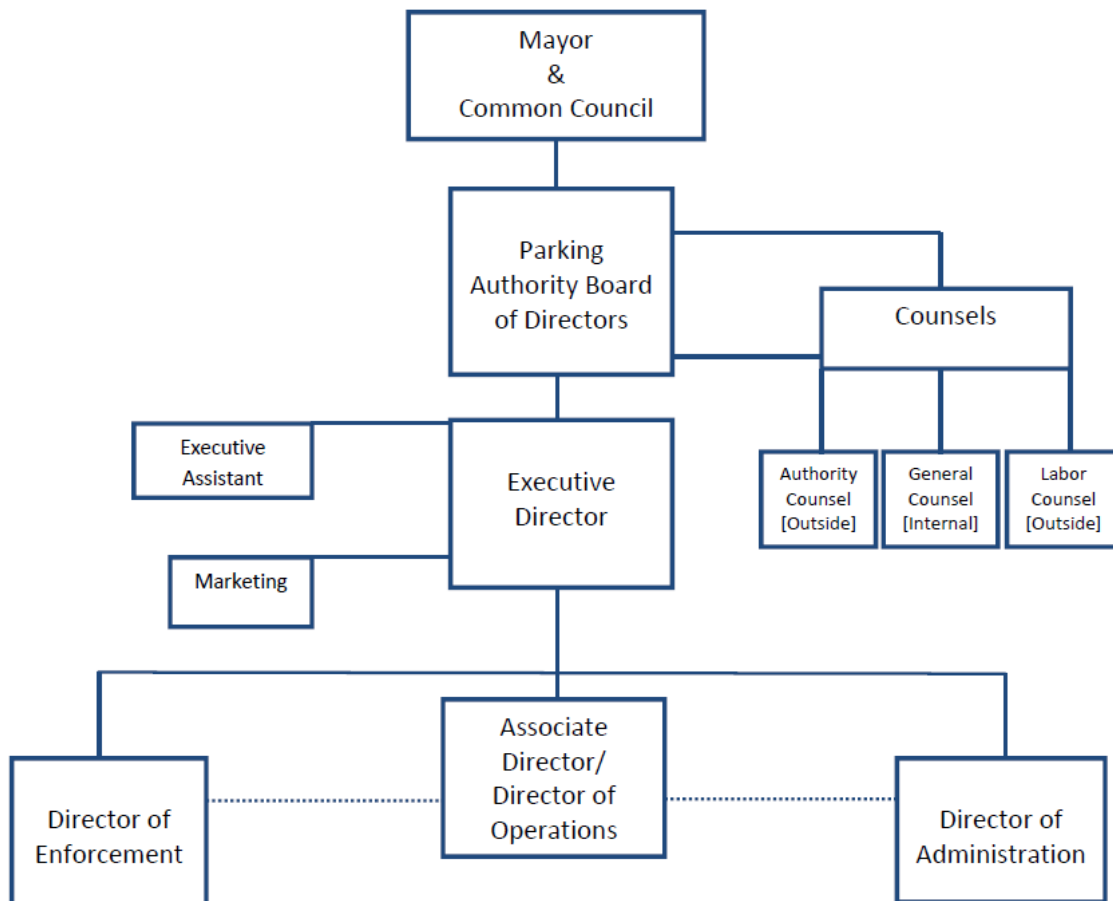 Mayor
&
Common Council
Parking
Authority Board
of Directors
Counsels
Executive
Assistant
Executive
Director
Authority
Counsel
[Outside]
General
Counsel
[Internal]
Labor
Counsel
[Outside]
Marketing
Associate
Director/
Director of
Operations
Director of
Enforcement
Director of
Administration